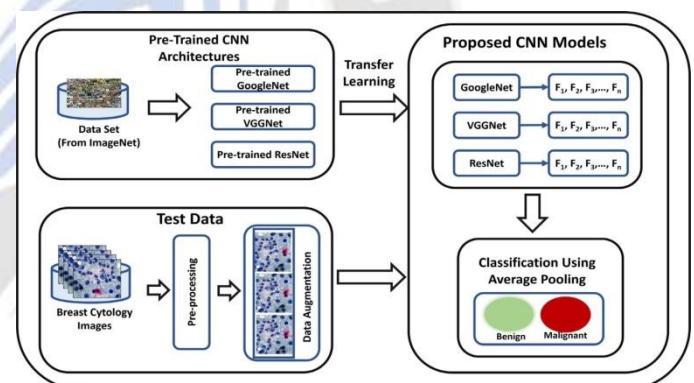 Pre-Trained CNN
Architectures
Data Set
(From ImageNet)
Pre-trained
GoogleNet
Pre-trained
VGGNet
Pre-trained ResNet
Transfer
Learning
Proposed CNN Models
GoogleNet
F1, F2, F3,..., Fn
VGGNet
F1, F2, F3,..., Fn
ResNet
F1, F2, F3,..., Fn
Test Data
Breast Cytology
Images
Pre-processing
Data Augmentation
Classification Using
Average Pooling
Benign
Malignant